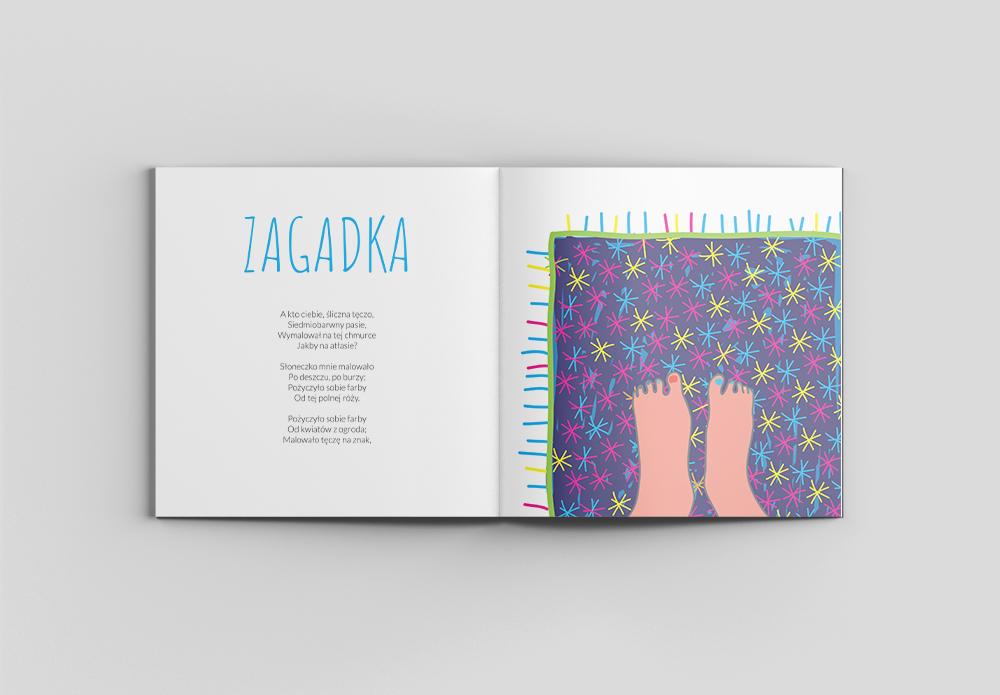 ZAGADKA
A kto ciebie, śliczna tęczo,
Siedmiobarwny pasie,
Wymalował na tej chmurce
Jakby na atłasie?
Słoneczko mnie malowało
Po deszczu, po burzy;
Pożyczyło sobie farby
Od tej polnej róży.
Pożyczyło sobie farby
Od kwiatów z ogroda;
Malowało tęczę na znak,